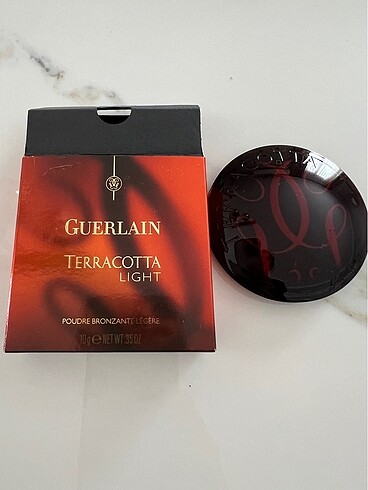 GUERLAIN
TERRACOTTA
LIGHT
POUDRE BRONZANTE LÉGÈRE
10g e NET WT .35 OZ